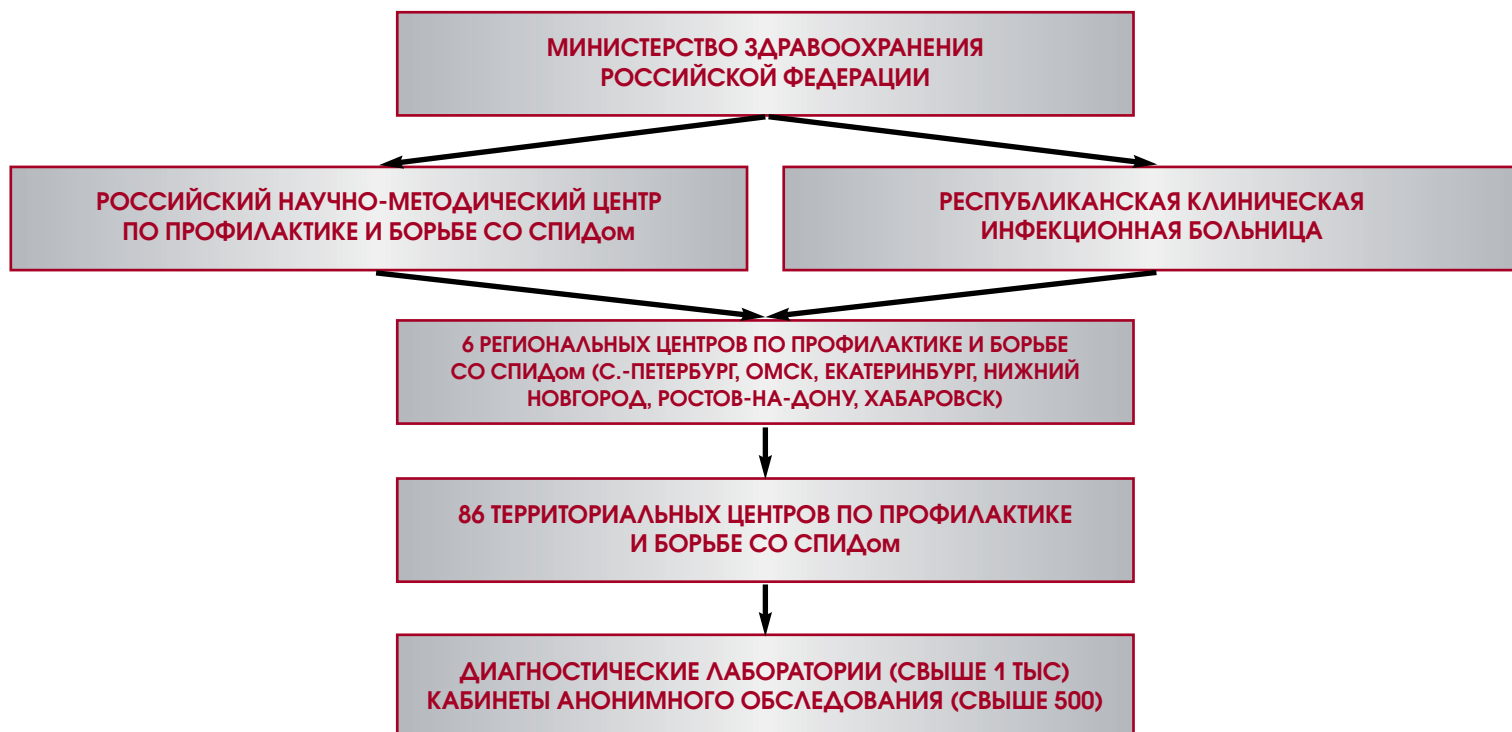 МИНИСТЕРСТВО ЗДРАВООХРАНЕНИЯ
РОССИЙСКОЙ ФЕДЕРАЦИИ
РОССИЙСКИЙ НАУЧНО-МЕТОДИЧЕСКИЙ ЦЕНТР
ПО ПРОФИЛАКТИКЕ И БОРЬБЕ СО СПИДом
РЕСПУБЛИКАНСКАЯ КЛИНИЧЕСКАЯ
ИНФЕКЦИОННАЯ БОЛЬНИЦА
6 РЕГИОНАЛЬНЫХ ЦЕНТРОВ ПО ПРОФИЛАКТИКЕ И БОРЬБЕ
СО СПИДом (С.-ПЕТЕРБУРГ, ОМСК, ЕКАТЕРИНБУРГ, НИЖНИЙ
НОВГОРОД, РОСТОВ-НА-ДОНУ, ХАБАРОВСК)
86 ТЕРРИТОРИАЛЬНЫХ ЦЕНТРОВ ПО ПРОФИЛАКТИКЕ
И БОРЬБЕ СО СПИДом
ДИАГНОСТИЧЕСКИЕ ЛАБОРАТОРИИ (СВЫШЕ 1 ТЫС)
КАБИНЕТЫ АНОНИМНОГО ОБСЛЕДОВАНИЯ (СВЫШЕ 500)